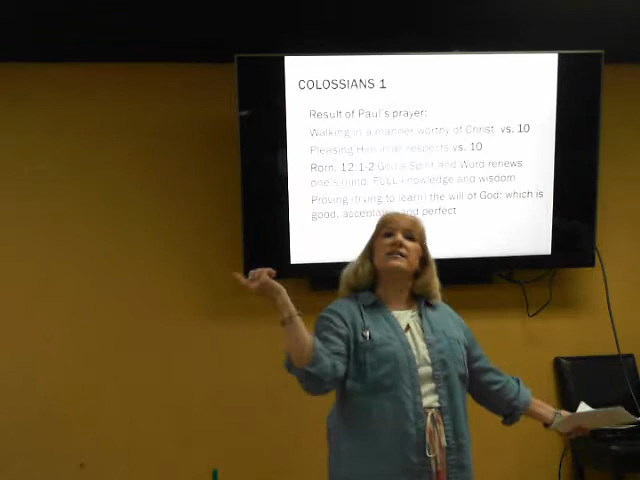 COLOSSIANS 1
Result of Paul's prayer:
Walking in a manner worthy of Christ vs. 10
Pleasing Him in all respects vs. 10
Rom. 12:1-2 God's Spirit and Word renews
one's mind. FULL knowledge and wisdom
Proving (trying to learn) the will of God: which is
good, acceptable and perfect